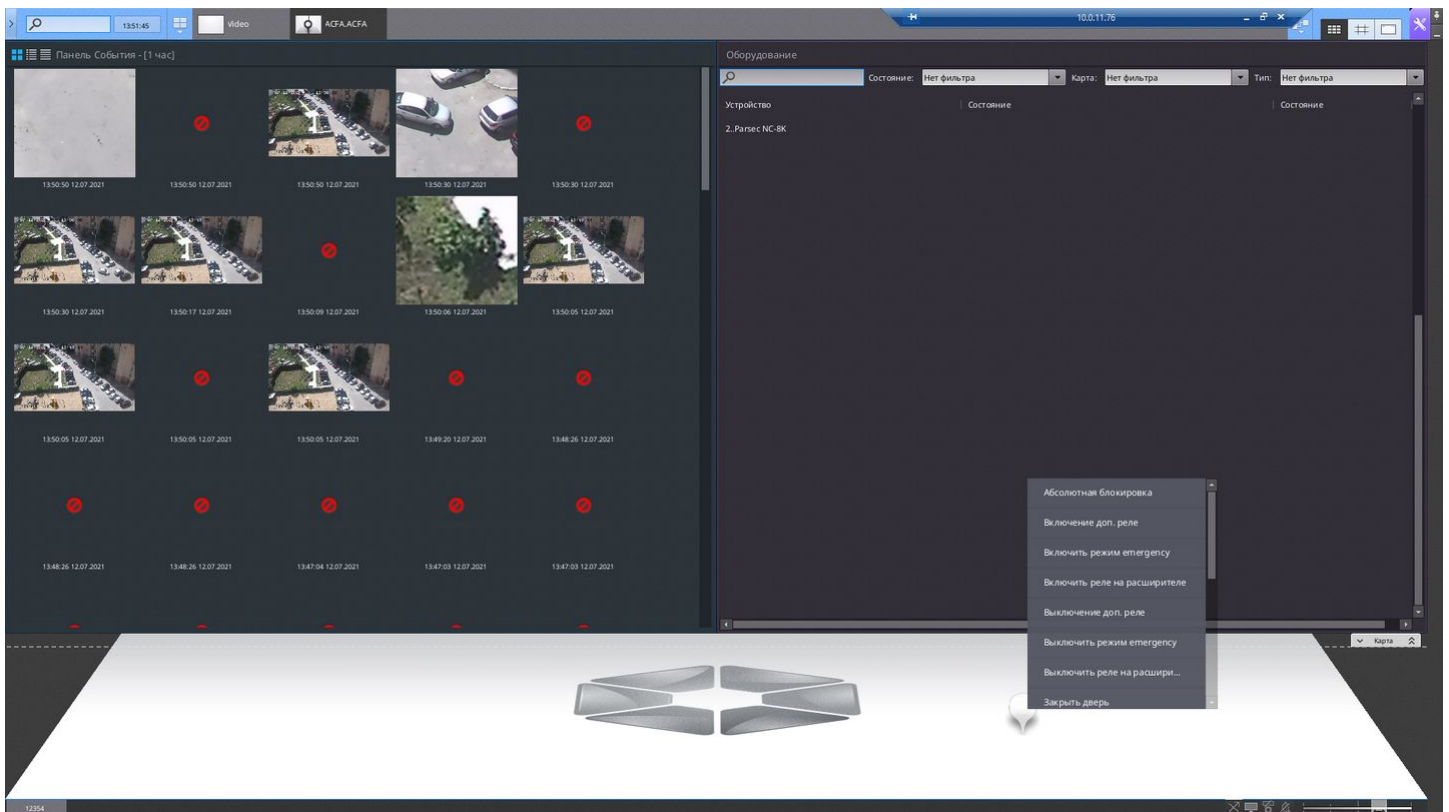 13:51:45
Video
ACFA.ACFA
10.0.11.76
Панель События - [1 час]
Оборудование
Состояние: Нет фильтра
Карта: Нет фильтра
Тип: Нет фильтра
Устройство
Состояние
Состояние
2..Parsec NC-8K
13:50:50 12.07.2021
13:50:50 12.07.2021
13:50:50 12.07.2021
13:50:30 12.07.2021
13:50:30 12.07.2021
13:50:30 12.07.2021
13:50:17 12.07.2021
13:50:09 12.07.2021
13:50:06 12.07.2021
13:50:05 12.07.2021
13:50:05 12.07.2021
13:50:05 12.07.2021
13:50:05 12.07.2021
13:49:20 12.07.2021
13:48:26 12.07.2021
13:48:26 12.07.2021
13:48:26 12.07.2021
13:47:04 12.07.2021
13:47:03 12.07.2021
13:47:03 12.07.2021
Абсолютная блокировка
Включение доп. реле
Включить режим emergency
Включить реле на расширителе
Выключение доп. реле
Выключить режим emergency
Выключить реле на расшири...
Закрыть дверь
Карта
12354